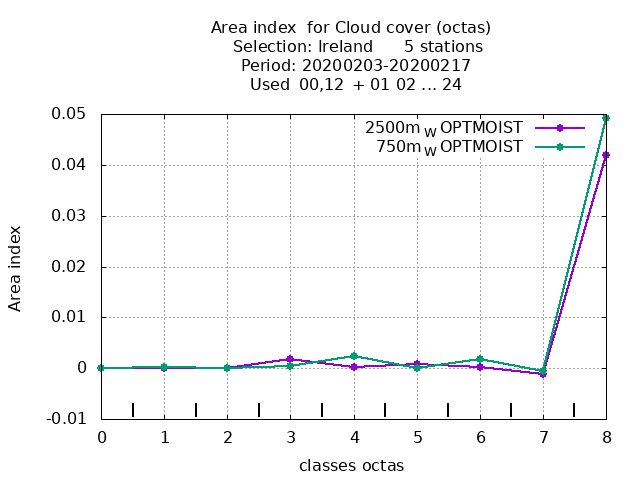 Area index  for Cloud cover (octas)
Selection: Ireland      5 stations
Period: 20200203-20200217
Used  00,12  + 01 02 ... 24
2500m W OPTMOIST
750m W OPTMOIST
0.05
0.04
0.03
0.02
0.01
0
-0.01
Area index
0 1 2 3 4 5 6 7 8
classes octas